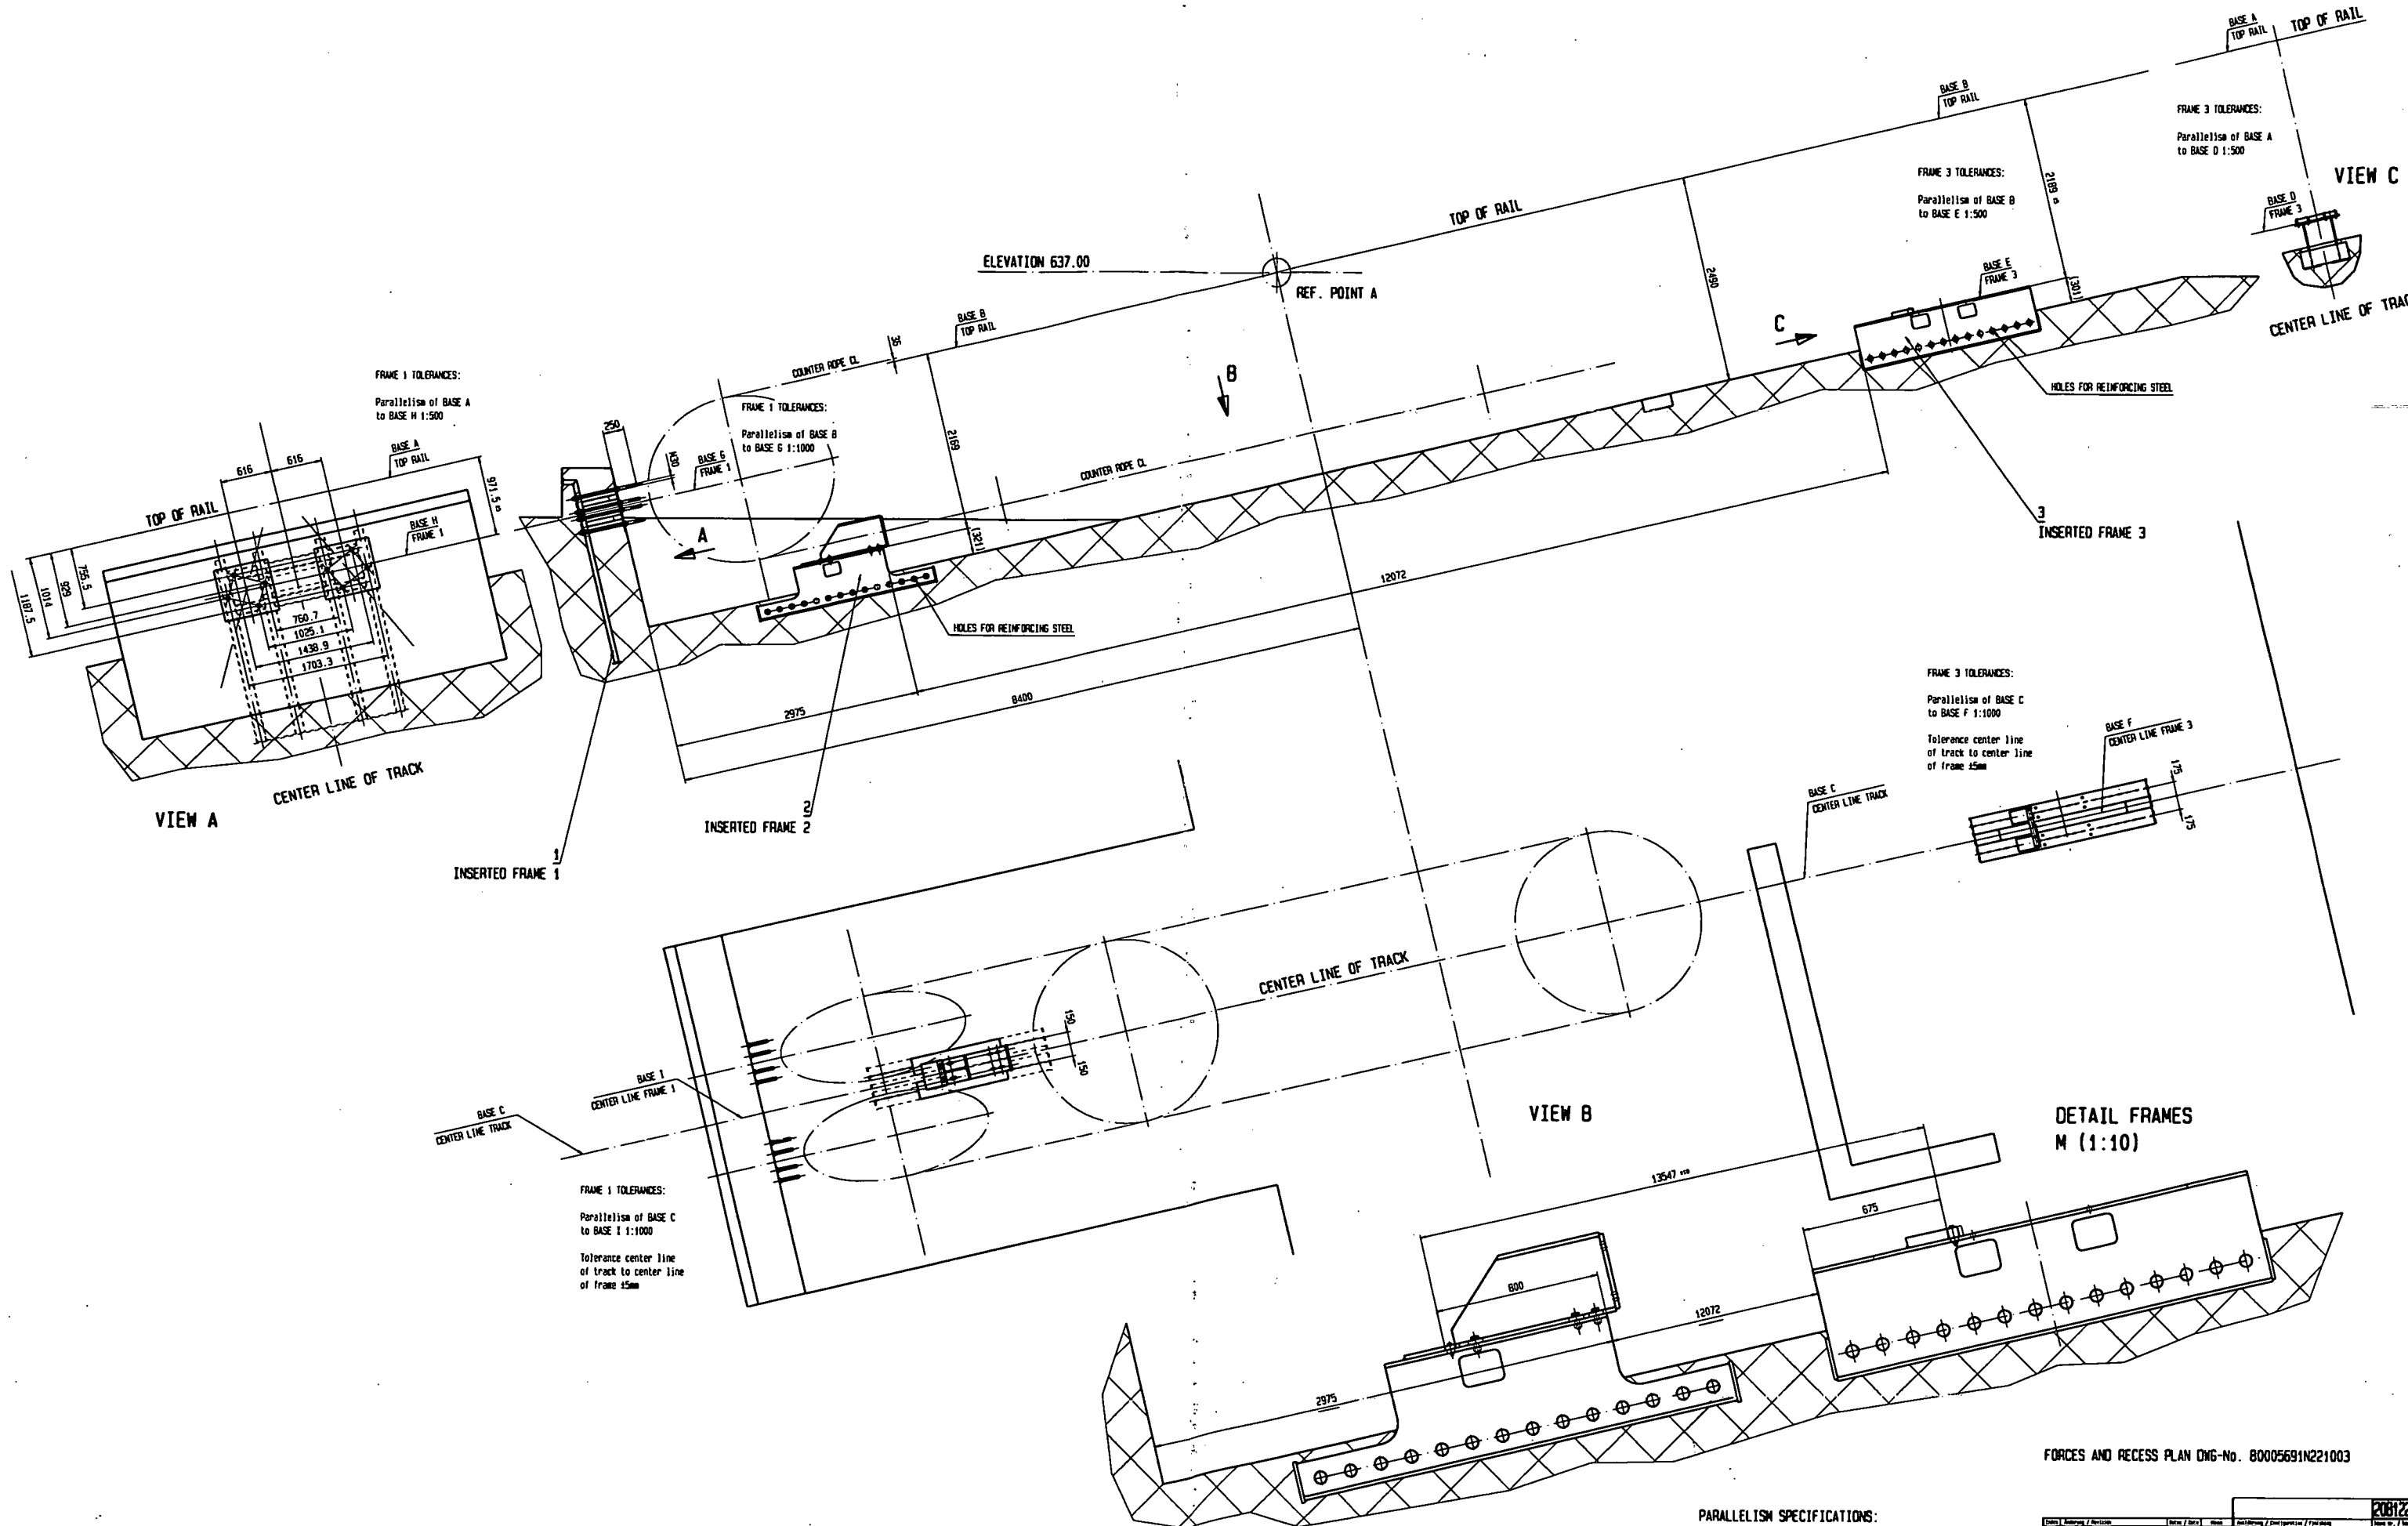 BASE A
TOP RAIL
TOP OF RAIL
BASE B
TOP RAIL
FRAME 3 TOLERANCES:
Parallelism of BASE A
to BASE D 1:500
VIEW C
BASE D
FRAME 3
CENTER LINE OF
FRAME 3 TOLERANCES:
Parallelism of BASE B
to BASE E 1:500
2189
BASE E
FRAME 3
(301)
TOP OF RAIL
2490
C
HOLES FOR REINFORCING STEEL
3
INSERTED FRAME 3
ELEVATION 637.00
REF. POINT A
BASE B
TOP RAIL
35
COUNTER ROPE CL
B
FRAME 1 TOLERANCES:
Parallelism of BASE B
to BASE G 1:1000
2169
250
M30
BASE G
FRAME 1
COUNTER ROPE CL
A
(321)
HOLES FOR REINFORCING STEEL
12072
2975
8400
FRAME 1 TOLERANCES:
Parallelism of BASE A
to BASE H 1:500
BASE A
TOP RAIL
616
616
971.5
TOP OF RAIL
BASE H
FRAME 1
755.5
929
1014
1187.5
760.7
1025.1
1438.9
1703.3
CENTER LINE OF TRACK
VIEW A
2
INSERTED FRAME 2
1
INSERTED FRAME 1
FRAME 3 TOLERANCES:
Parallelism of BASE C
to BASE F 1:1000
Tolerance center line
of track to center line
of frame ±5mm
BASE F
CENTER LINE FRAME 3
175
175
BASE C
CENTER LINE TRACK
CENTER LINE OF TRACK
150
150
BASE I
CENTER LINE FRAME 1
BASE C
CENTER LINE TRACK
FRAME 1 TOLERANCES:
Parallelism of BASE C
to BASE I 1:1000
Tolerance center line
of track to center line
of frame ±5mm
VIEW B
DETAIL FRAMES
M (1:10)
13547
675
600
12072
2975
FORCES AND RECESS PLAN DWG-No. 80005691N221003
PARALLELISM SPECIFICATIONS: